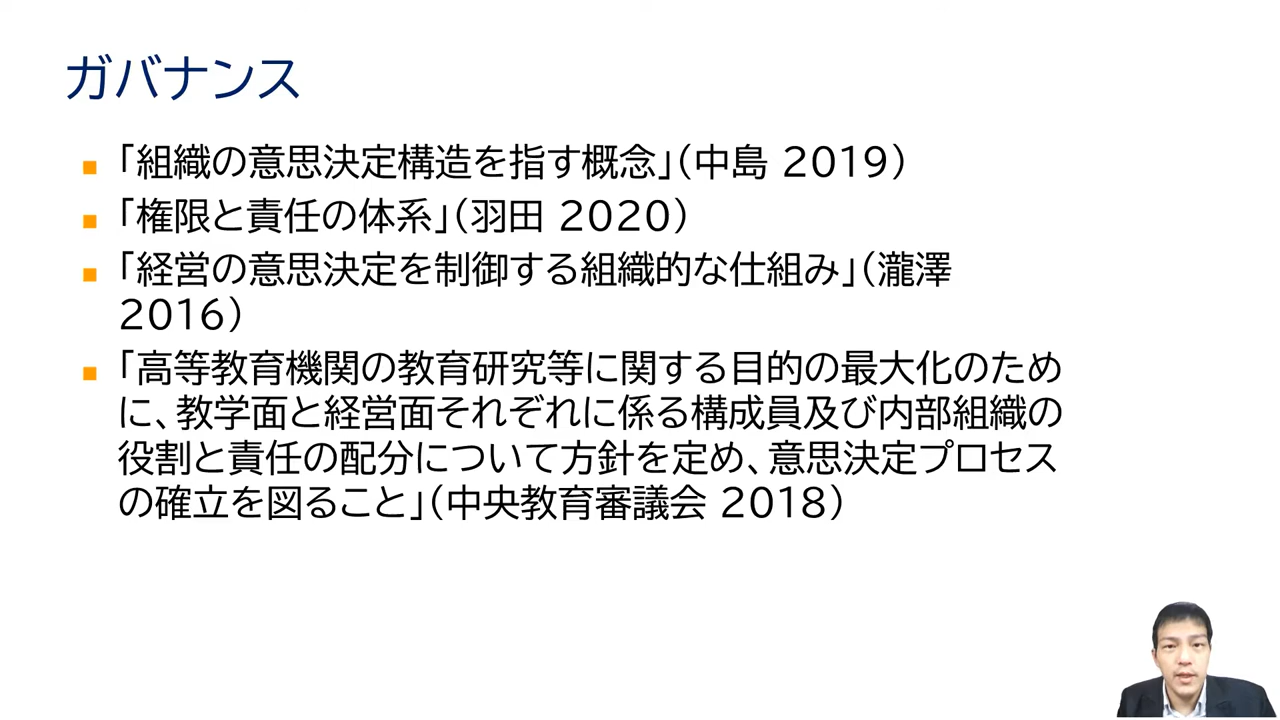 ガバナンス
「組織の意思決定構造を指す概念」（中島 2019）
「権限と責任の体系」（羽田 2020）
「経営の意思決定を制御する組織的な仕組み」（瀧澤
2016）
「高等教育機関の教育研究等に関する目的の最大化のため
に、教学面と経営面それぞれに係る構成員及び内部組織の
役割と責任の配分について方針を定め、意思決定プロセス
の確立を図ること」（中央教育審議会 2018）